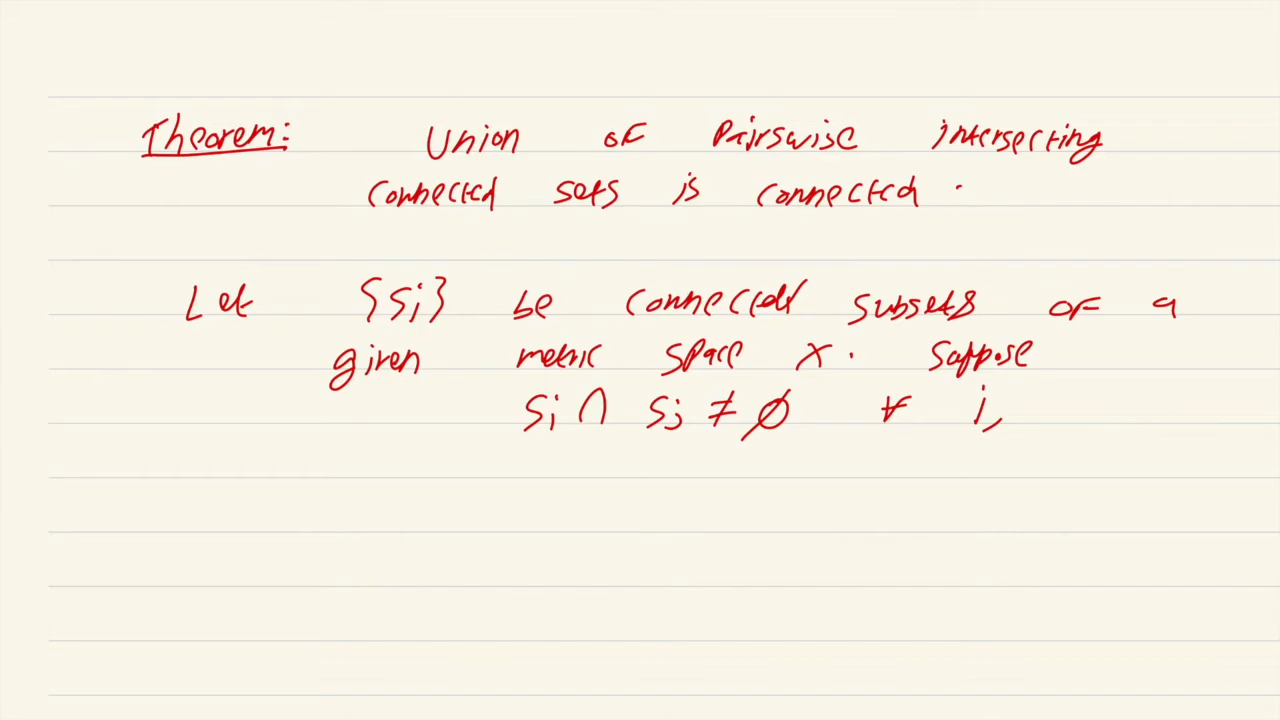 Theorem: Union of Pairswise intersecting
connected sets is connected.
Let {Si} be connected subsets of a
given metric space X. Suppose
Si ∩ Sj ≠ ∅ ∀ i,